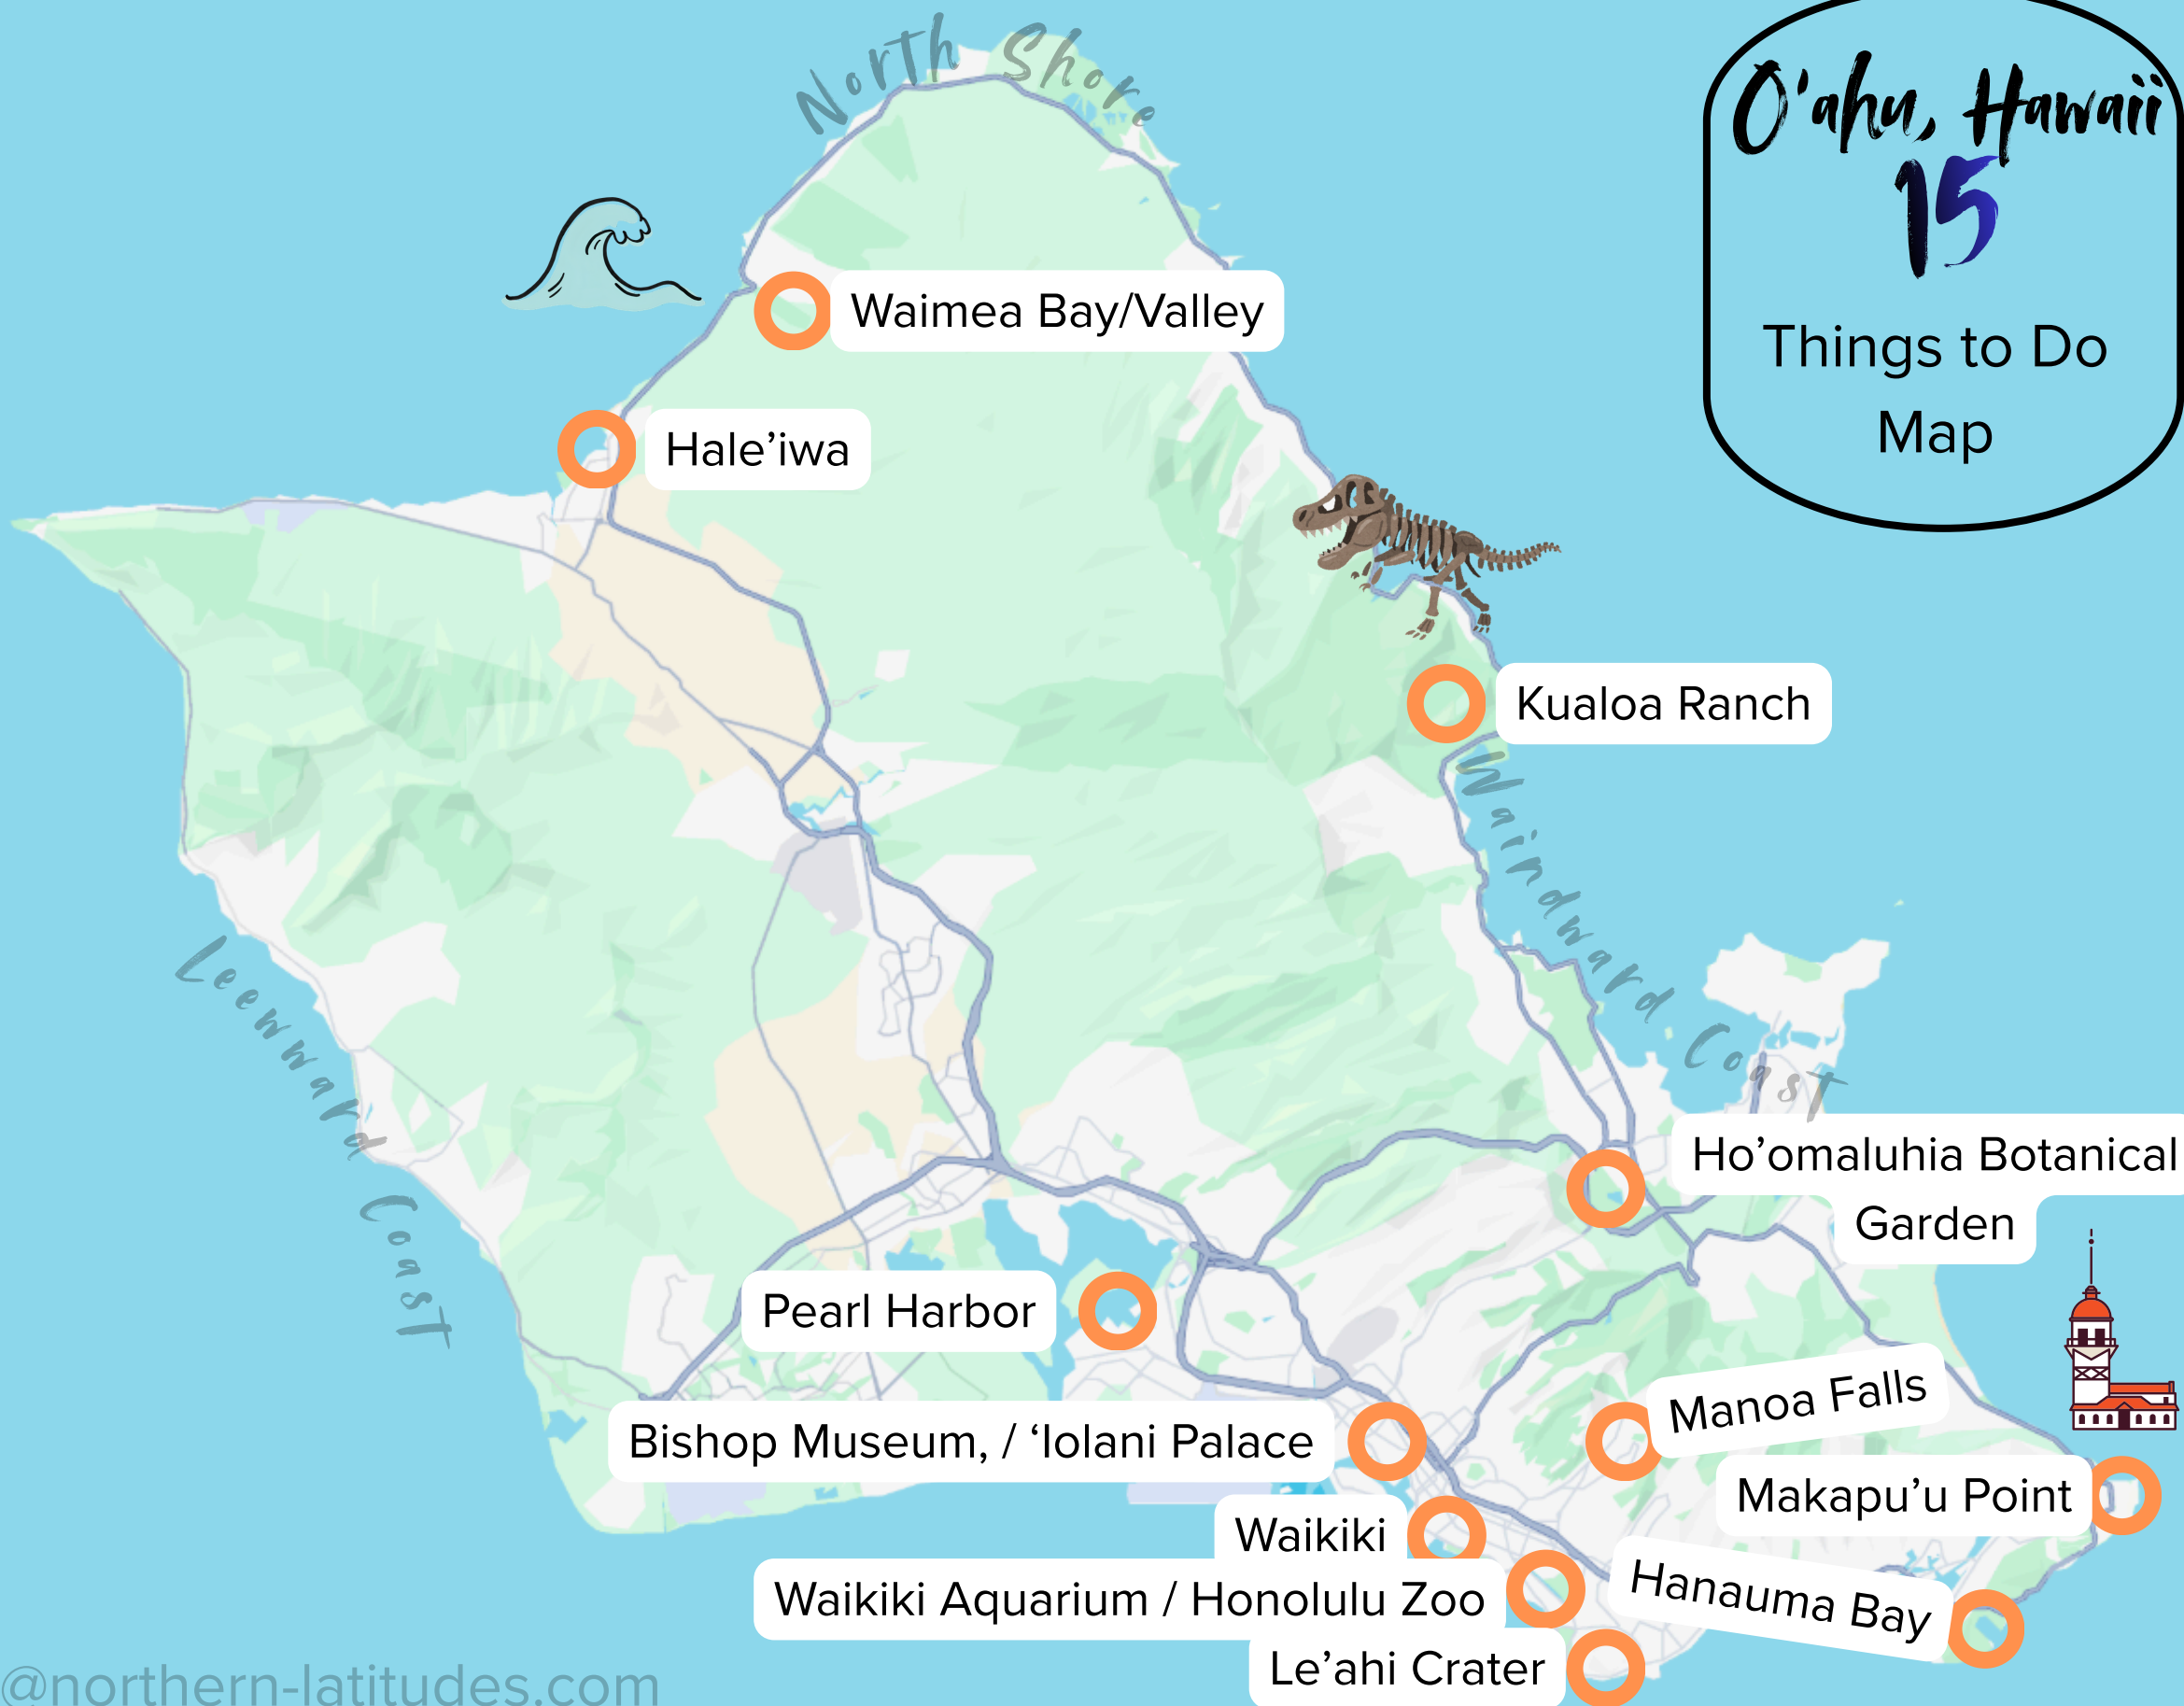 O'ahu, Hawaii
15
Things to Do
Map
North Shore
Waimea Bay/Valley
Hale’iwa
Kualoa Ranch
Waindward Coast
Leewward Coast
Ho’omaluhia Botanical
Garden
Pearl Harbor
Manoa Falls
Bishop Museum, / ‘Iolani Palace
Makapu’u Point
Waikiki
Hanauma Bay
Waikiki Aquarium / Honolulu Zoo
Le’ahi Crater
@northern-latitudes.com